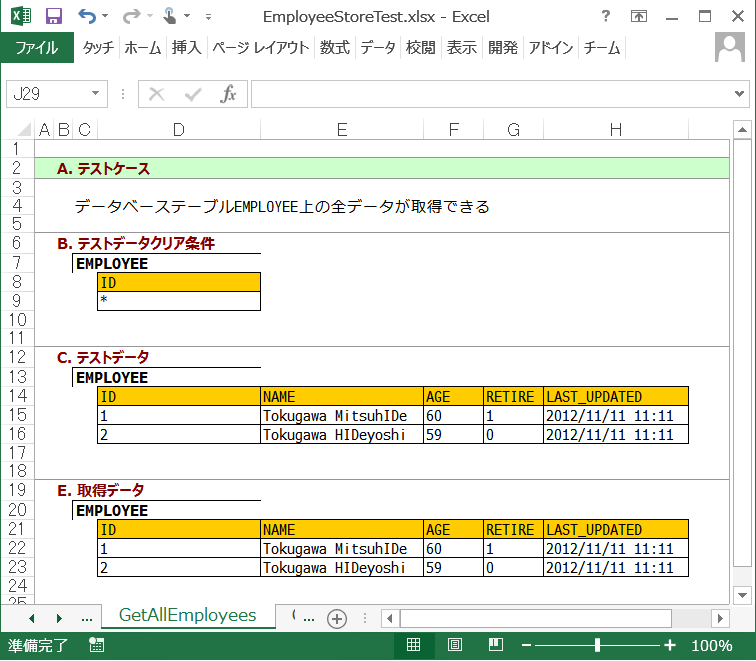 EmployeeStoreTest.xlsx - Excel
ファイル タッチ ホーム 挿入 ページ レイアウト 数式 データ 校閲 表示 開発 アドイン チーム
J29 fx
A B C D E F G H
1
2 A. テストケース
3
4 データベーステーブルEMPLOYEE上の全データが取得できる
5
6 B. テストデータクリア条件
7 EMPLOYEE
8 ID
9 *
10
11
12 C. テストデータ
13 EMPLOYEE
14 ID NAME AGE RETIRE LAST_UPDATED
15 1 Tokugawa MitsuhIDe 60 1 2012/11/11 11:11
16 2 Tokugawa HIDeyoshi 59 0 2012/11/11 11:11
17
18
19 E. 取得データ
20 EMPLOYEE
21 ID NAME AGE RETIRE LAST_UPDATED
22 1 Tokugawa MitsuhIDe 60 1 2012/11/11 11:11
23 2 Tokugawa HIDeyoshi 59 0 2012/11/11 11:11
24
25
... GetAllEmployees ...
準備完了 100%